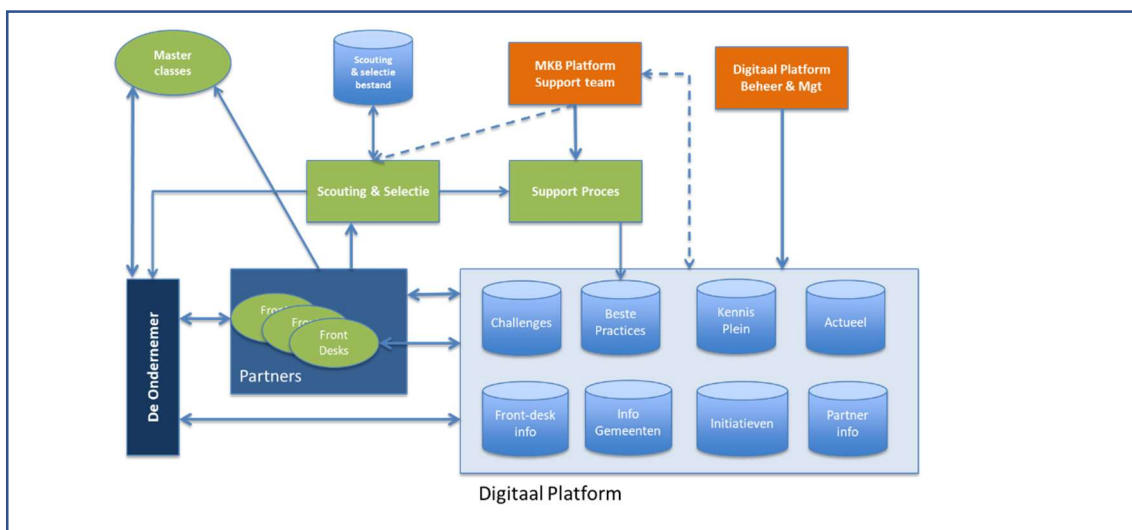 Master
classes
Scouting
& selectie
bestand
MKB Platform
Support team
Digitaal Platform
Beheer & Mgt
Scouting & Selectie
Support Proces
De Ondernemer
Front
Desks
Partners
Challenges
Beste
Practices
Kennis
Plein
Actueel
Front-desk
info
Info
Gemeenten
Initiatieven
Partner
info
Digitaal Platform